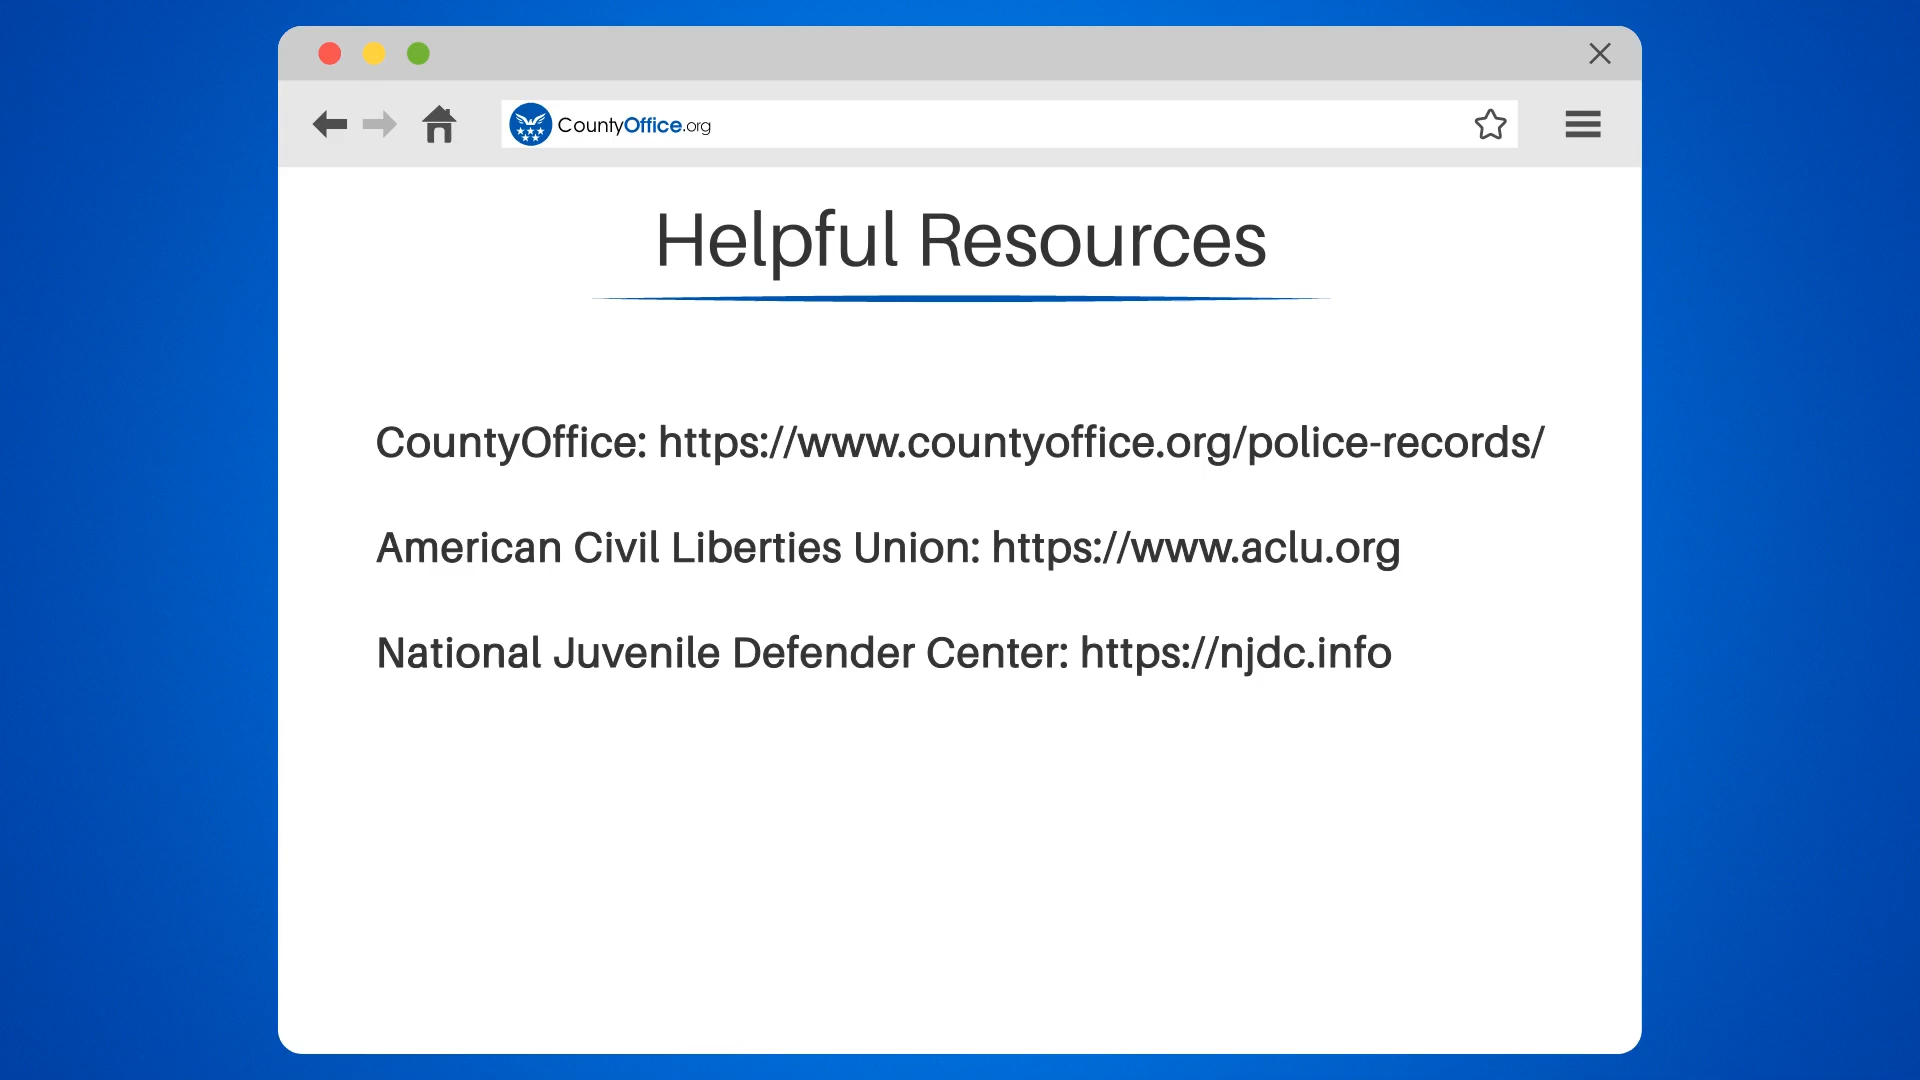 CountyOffice.org
Helpful Resources
CountyOffice: https://www.countyoffice.org/police-records/
American Civil Liberties Union: https://www.aclu.org
National Juvenile Defender Center: https://njdc.info